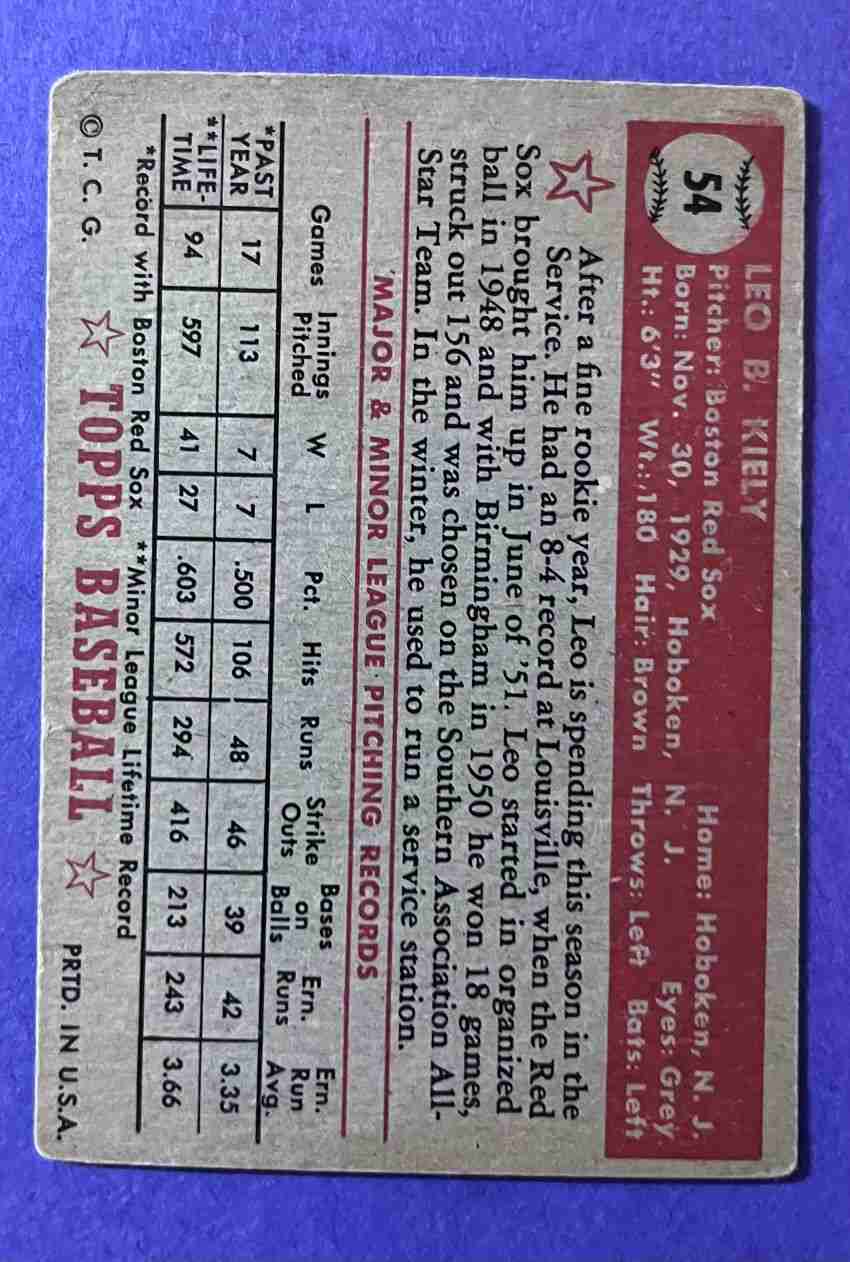 54
LEO B. KIELY
Pitcher: Boston Red Sox Home: Hoboken, N. J.
Born: Nov. 30, 1929, Hoboken, N. J. Eyes: Grey
Ht.: 6'3" Wt.: 180 Hair: Brown Throws: Left Bats: Left
After a fine rookie year, Leo is spending this season in the
Service. He had an 8-4 record at Louisville, when the Red
Sox brought him up in June of '51. Leo started in organized
ball in 1948 and with Birmingham in 1950 he won 18 games,
struck out 156 and was chosen on the Southern Association All-
Star Team. In the winter, he used to run a service station.
MAJOR & MINOR LEAGUE PITCHING RECORDS
Games Innings Pitched W L Pct. Hits Runs Strike Outs Bases on Balls Ern. Runs Ern. Run Avg.
*PAST YEAR 17 113 7 7 .500 106 48 46 39 42 3.35
**LIFE-TIME 94 597 41 27 .603 572 294 416 213 243 3.66
*Record with Boston Red Sox **Minor League Lifetime Record
© T. C. G. TOPPS BASEBALL PRTD. IN U.S.A.